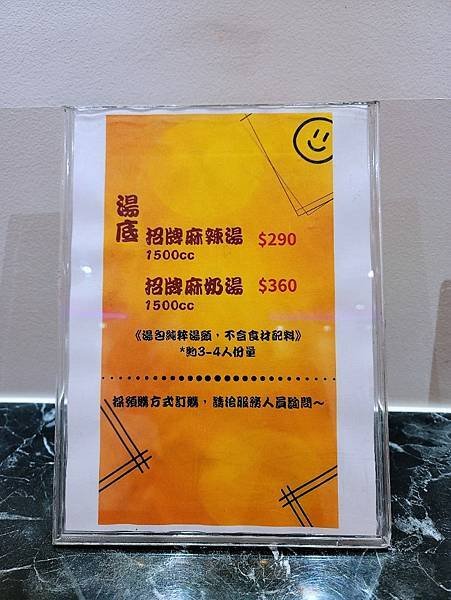 湯底
招牌麻辣湯 $290
1500cc
招牌麻奶湯 $360
1500cc
《湯包純粹湯頭，不含食材配料》
*約3-4人份量
採預購方式訂購，請洽服務人員詢問～